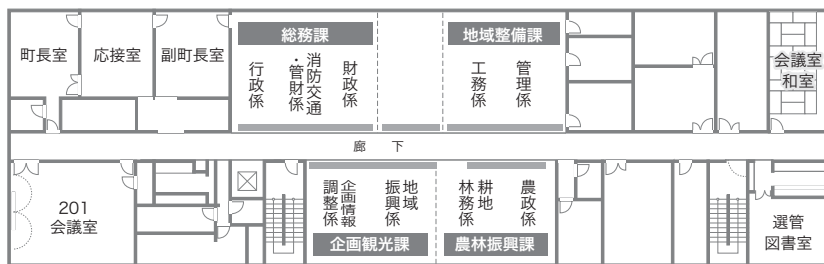 町長室
応接室
副町長室
総務課
行政係
消防交通
・管財係
財政係
地域整備課
工務係
管理係
会議室
和室
廊下
201
会議室
企画情報
調整係
地域
振興係
企画観光課
耕地
林務係
農政係
農林振興課
選管
図書室